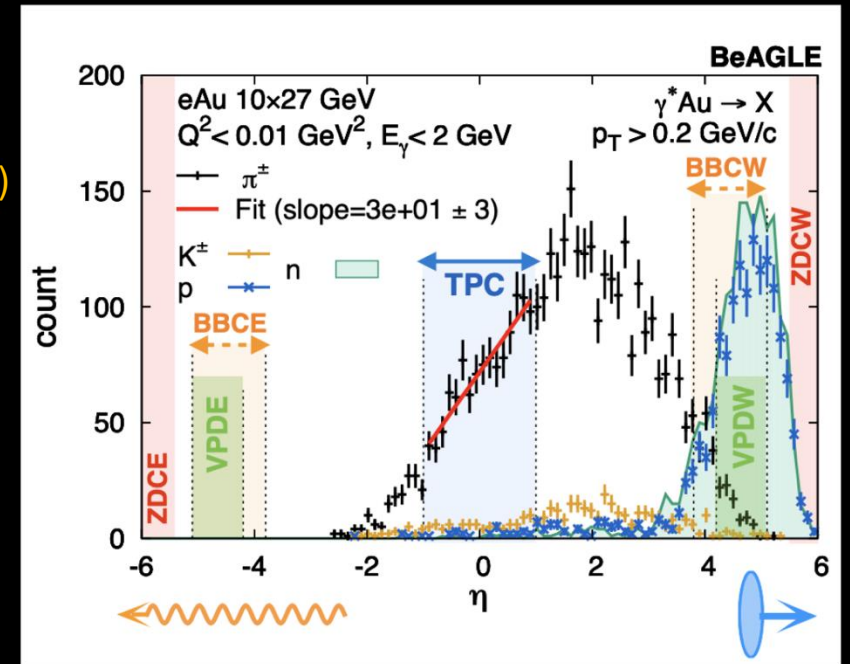 BeAGLE
eAu 10×27 GeV
Q²< 0.01 GeV², Eγ< 2 GeV
π±
Fit (slope=3e+01 ± 3)
K±
p
n
γ*Au → X
pT > 0.2 GeV/c
BBCW
ZDCW
TPC
BBCE
VPDE
ZDCE
VPDW
count
200
150
100
50
0
-6
-4
-2
0
2
4
6
η
)